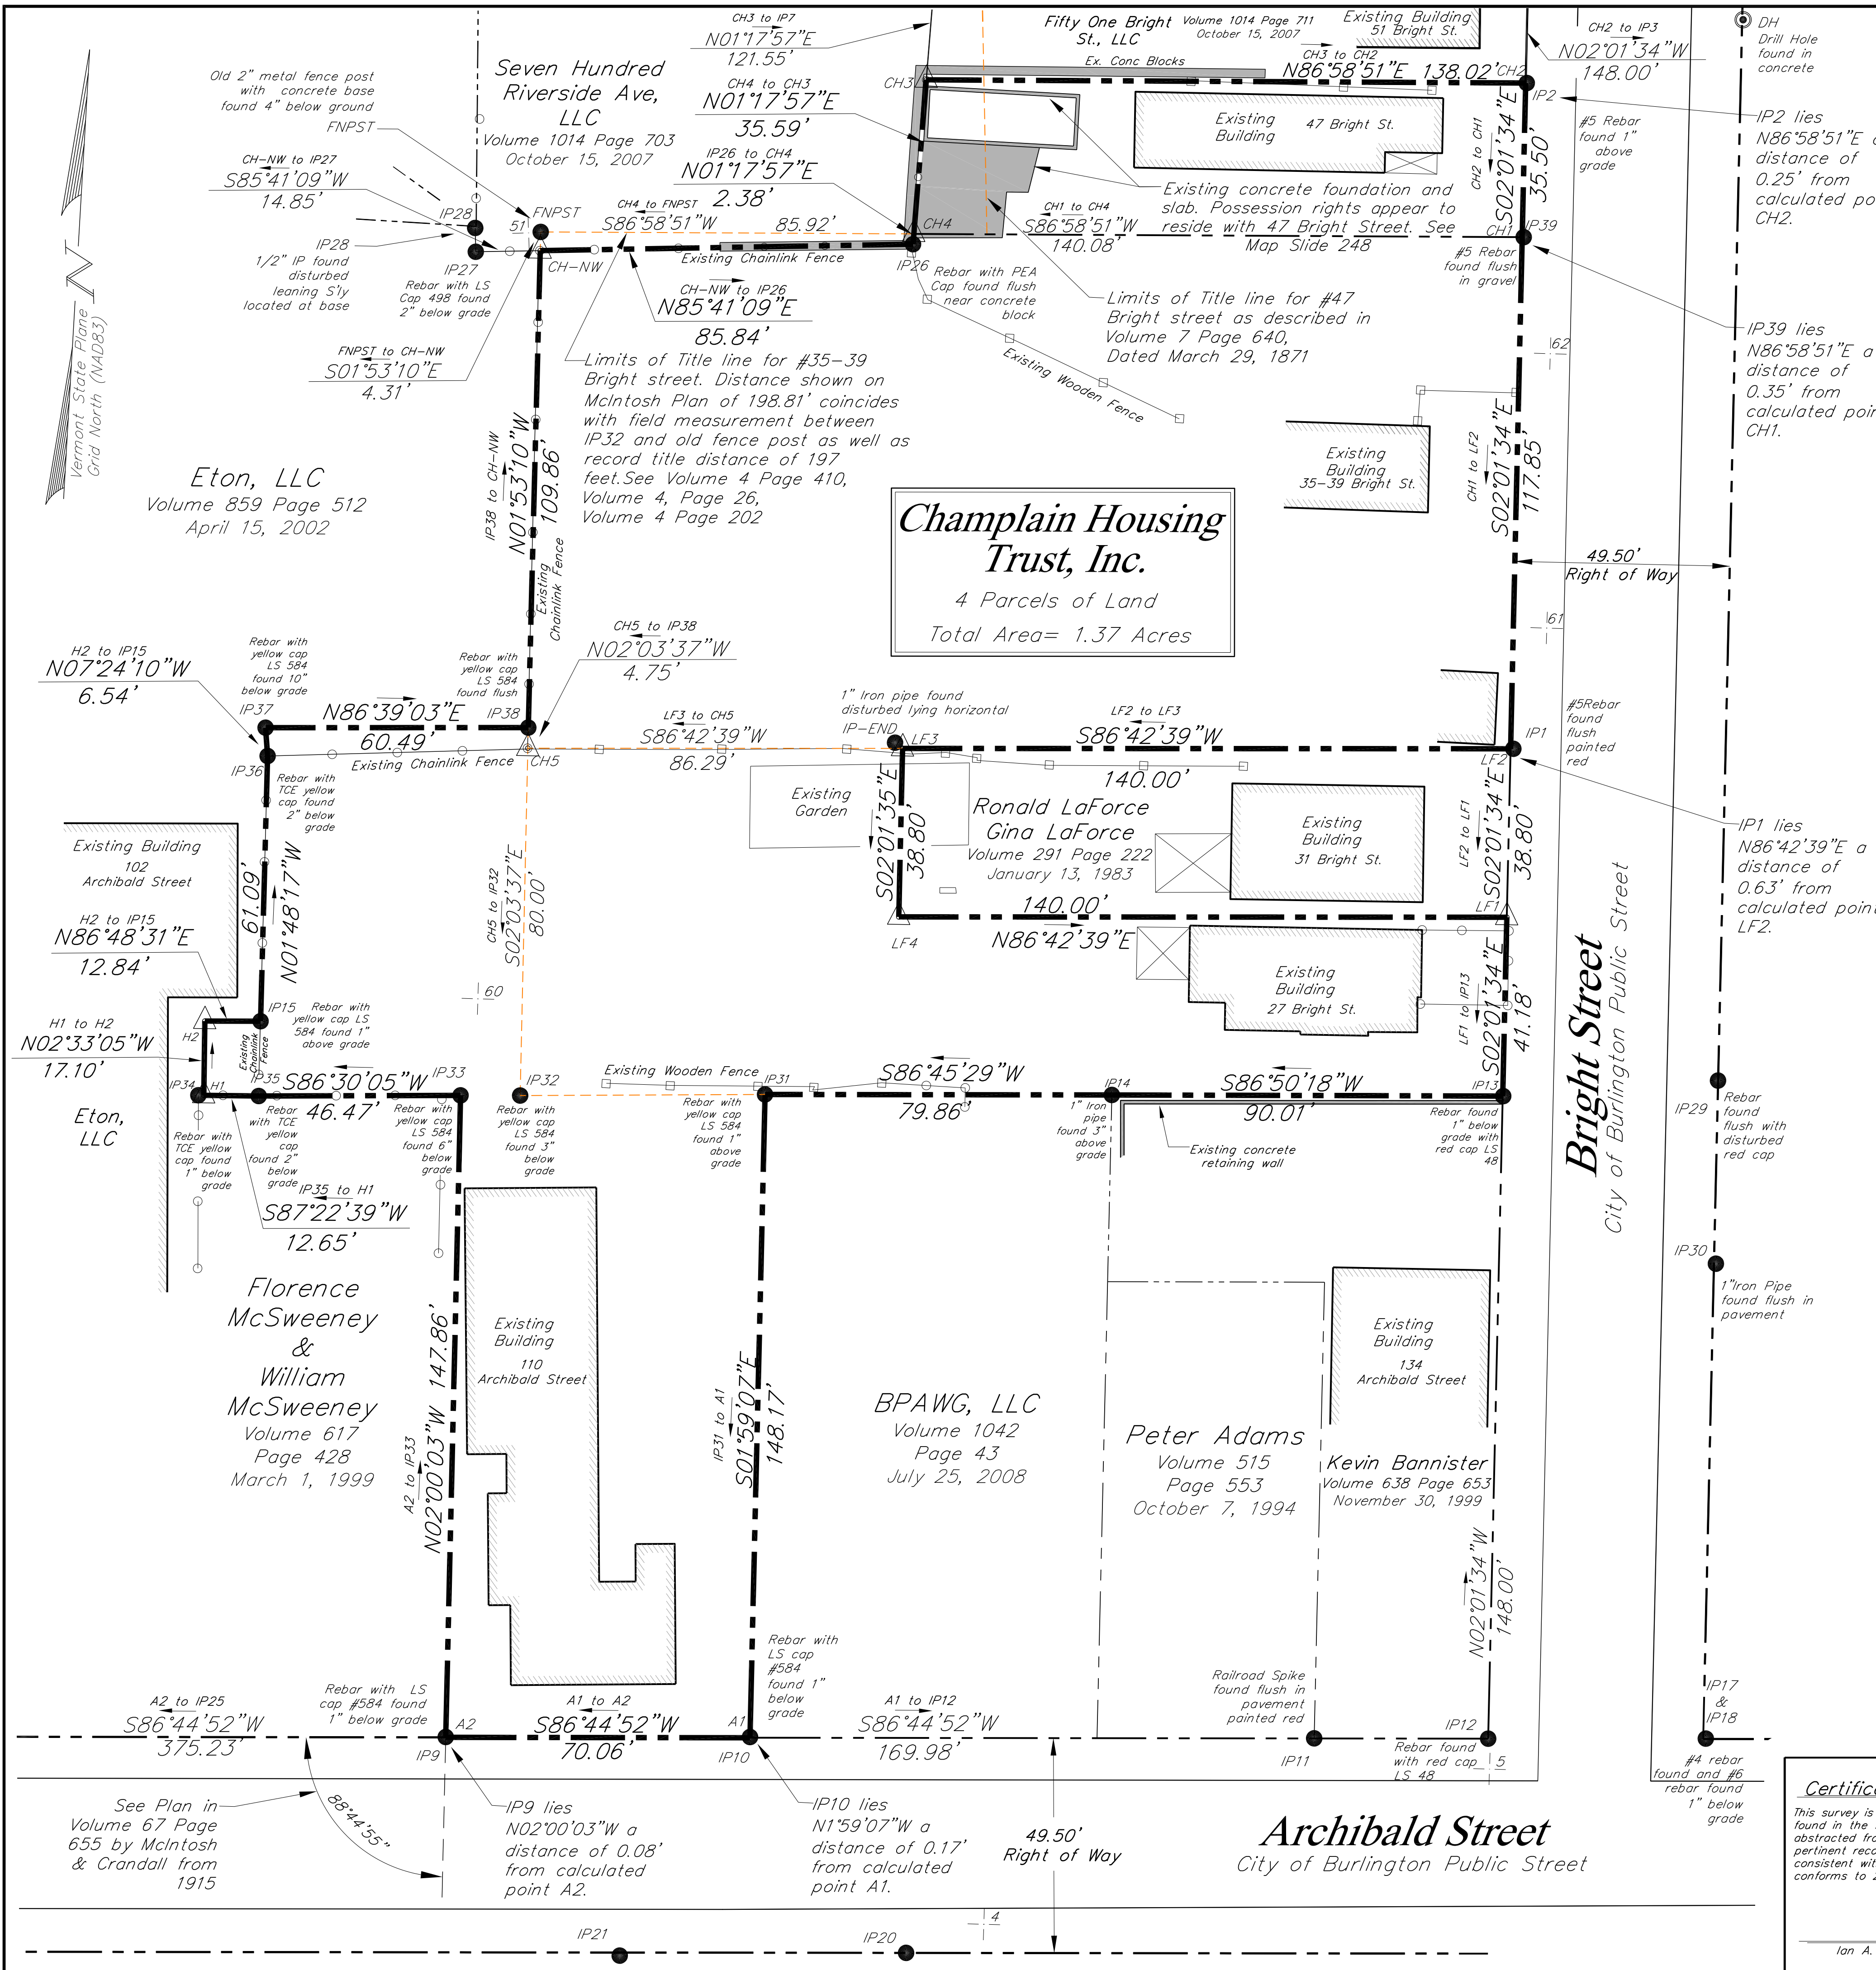 CH3 to IP7
N01°17'57"E
121.55'
Fifty One Bright
St., LLC
Volume 1014 Page 711
October 15, 2007
Existing Building
51 Bright St.
CH2 to IP3
N02°01'34"W
148.00'
DH
Drill Hole
found in
concrete
Ex. Conc Blocks
CH3 to CH2
N86°58'51"E 138.02'
CH2
IP2
CH3
Old 2" metal fence post
with concrete base
found 4" below ground
FNPST
Seven Hundred
Riverside Ave,
LLC
Volume 1014 Page 703
October 15, 2007
CH4 to CH3
N01°17'57"E
35.59'
IP26 to CH4
N01°17'57"E
2.38'
Existing
Building
47 Bright St.
CH2 to CH1
S02°01'34"E
35.50'
#5 Rebar
found 1"
above
grade
IP2 lies
N86°58'51"E a
distance of
0.25' from
calculated po
CH2.
CH-NW to IP27
S85°41'09"W
14.85'
IP28
51
FNPST
CH4 to FNPST
S86°58'51"W
85.92'
CH4
CH1 to CH4
S86°58'51"W
140.08'
Existing concrete foundation and
slab. Possession rights appear to
reside with 47 Bright Street. See
Map Slide 248
CH1
IP39
#5 Rebar
found flush
in gravel
IP28
1/2" IP found
disturbed
leaning S'ly
located at base
IP27
Rebar with LS
Cap 498 found
2" below grade
CH-NW
Existing Chainlink Fence
IP26
Rebar with PEA
Cap found flush
near concrete
block
CH-NW to IP26
N85°41'09"E
85.84'
Limits of Title line for #47
Bright street as described in
Volume 7 Page 640,
Dated March 29, 1871
Existing Wooden Fence
IP39 lies
N86°58'51"E a
distance of
0.35' from
calculated poin
CH1.
62
Vermont State Plane
Grid North (NAD83)
FNPST to CH-NW
S01°53'10"E
4.31'
Limits of Title line for #35-39
Bright street. Distance shown on
McIntosh Plan of 198.81' coincides
with field measurement between
IP32 and old fence post as well as
record title distance of 197
feet.See Volume 4 Page 410,
Volume 4, Page 26,
Volume 4 Page 202
IP38 to CH-NW
N01°53'10"W
109.86'
Existing
Chainlink Fence
Eton, LLC
Volume 859 Page 512
April 15, 2002
Existing
Building
35-39 Bright St.
CH1 to LF2
S02°01'34"E
117.85'
Champlain Housing
Trust, Inc.
4 Parcels of Land
Total Area= 1.37 Acres
49.50'
Right of Way
61
H2 to IP15
N07°24'10"W
6.54'
Rebar with
yellow cap
LS 584
found 10"
below grade
IP37
Rebar with
yellow cap
LS 584
found flush
IP38
N86°39'03"E
60.49'
CH5 to IP38
N02°03'37"W
4.75'
LF3 to CH5
S86°42'39"W
86.29'
1" Iron pipe found
disturbed lying horizontal
IP-END
LF3
LF2 to LF3
S86°42'39"W
140.00'
IP1
LF2
#5Rebar
found
flush
painted
red
IP36
Existing Chainlink Fence
CH5
Rebar with
TCE yellow
cap found
2" below
grade
Existing
Garden
S02°01'35"E
38.80'
Ronald LaForce
Gina LaForce
Volume 291 Page 222
January 13, 1983
Existing
Building
31 Bright St.
LF2 to LF1
S02°01'34"E
38.80'
IP1 lies
N86°42'39"E a
distance of
0.63' from
calculated point
LF2.
Existing Building
102
Archibald Street
61.09'
N01°48'17"W
CH5 to IP32
S02°03'37"E
80.00'
H2 to IP15
N86°48'31"E
12.84'
LF4
140.00'
N86°42'39"E
LF1
60
Existing
Building
27 Bright St.
LF1 to IP13
S02°01'34"E
41.18'
Bright Street
City of Burlington Public Street
H1 to H2
N02°33'05"W
17.10'
H2
IP15
Rebar with
yellow cap LS
584 found 1"
above grade
Existing
Chainlink
Fence
IP34
H1
IP35
S86°30'05"W
46.47'
IP33
IP32
Existing Wooden Fence
IP31
S86°45'29"W
79.86'
IP14
S86°50'18"W
90.01'
IP13
Eton,
LLC
Rebar with
TCE yellow
cap found
1" below
grade
Rebar
with TCE
yellow
cap
found 2"
below
grade
Rebar with
yellow cap
LS 584
found 6"
below
grade
Rebar with
yellow cap
LS 584
found 3"
below
grade
Rebar with
yellow cap
LS 584
found 1"
above
grade
1" Iron
pipe
found 3"
above
grade
Existing concrete
retaining wall
Rebar found
1" below
grade with
red cap LS
48
IP29
Rebar
found
flush with
disturbed
red cap
IP35 to H1
S87°22'39"W
12.65'
IP30
1"Iron Pipe
found flush in
pavement
Florence
McSweeney
&
William
McSweeney
Volume 617
Page 428
March 1, 1999
A2 to IP33
N02°00'03"W 147.86'
Existing
Building
110
Archibald Street
IP31 to A1
S01°59'07"E
148.17'
BPAWG, LLC
Volume 1042
Page 43
July 25, 2008
Peter Adams
Volume 515
Page 553
October 7, 1994
Existing
Building
134
Archibald Street
Kevin Bannister
Volume 638 Page 653
November 30, 1999
N02°01'34"W
148.00'
A2 to IP25
S86°44'52"W
375.23'
Rebar with LS
cap #584 found
1" below grade
A2
IP9
A1 to A2
S86°44'52"W
70.06'
A1
IP10
Rebar with
LS cap
#584
found 1"
below
grade
A1 to IP12
S86°44'52"W
169.98'
Railroad Spike
found flush in
pavement
painted red
IP11
IP12
Rebar found
with red cap
LS 48
5
IP17
&
IP18
#4 rebar
found and #6
rebar found
1" below
grade
See Plan in
Volume 67 Page
655 by McIntosh
& Crandall from
1915
88°44'55"
IP9 lies
N02°00'03"W a
distance of 0.08'
from calculated
point A2.
IP10 lies
N1°59'07"W a
distance of 0.17'
from calculated
point A1.
49.50'
Right of Way
Archibald Street
City of Burlington Public Street
4
IP21
IP20
Certifica
This survey is
found in the
abstracted fro
pertinent reco
consistent wit
conforms to
Ian A.